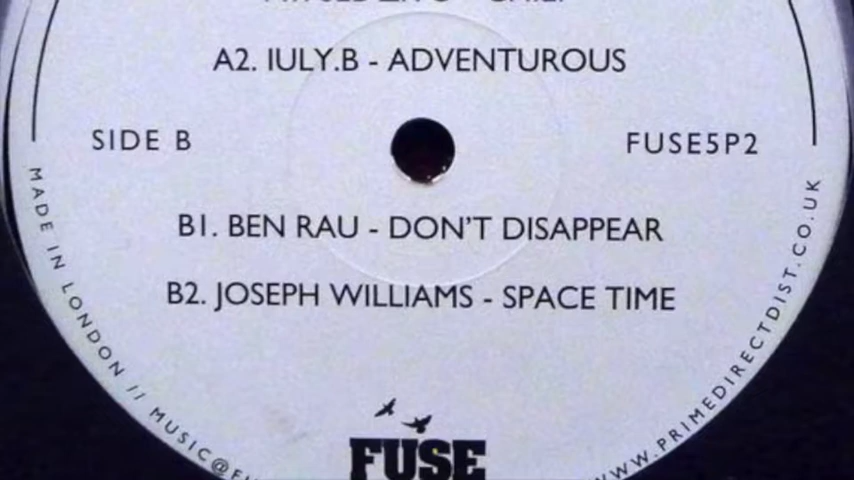 A2. IULY.B - ADVENTUROUS
SIDE B
FUSE5P2
B1. BEN RAU - DON'T DISAPPEAR
B2. JOSEPH WILLIAMS - SPACE TIME
MADE IN LONDON // MUSIC@
WWW.PRIMEDIRECTDIST.CO.UK
FUSE